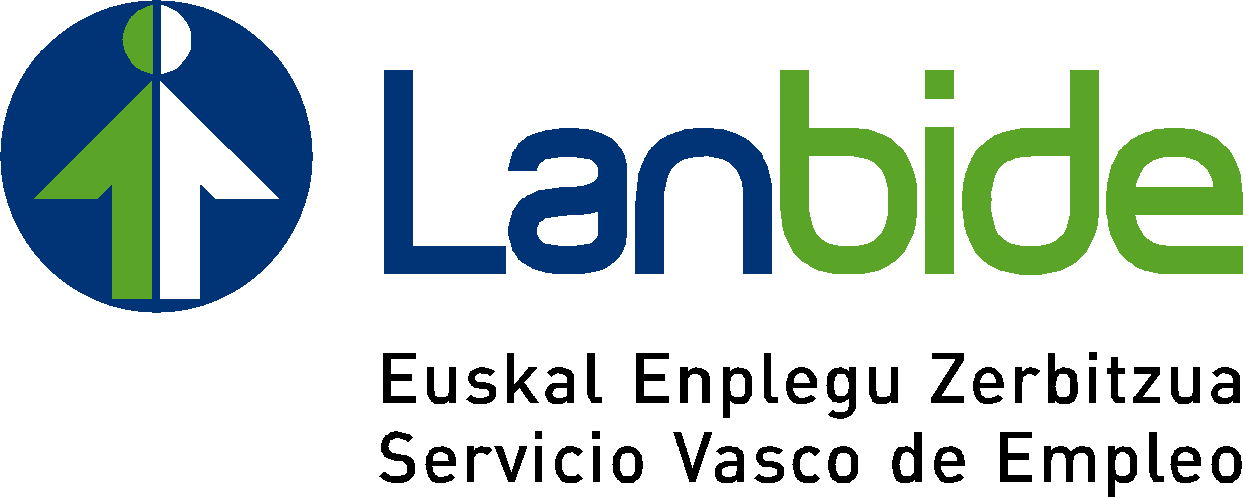 Lanbide
Euskal Enplegu Zerbitzua
Servicio Vasco de Empleo